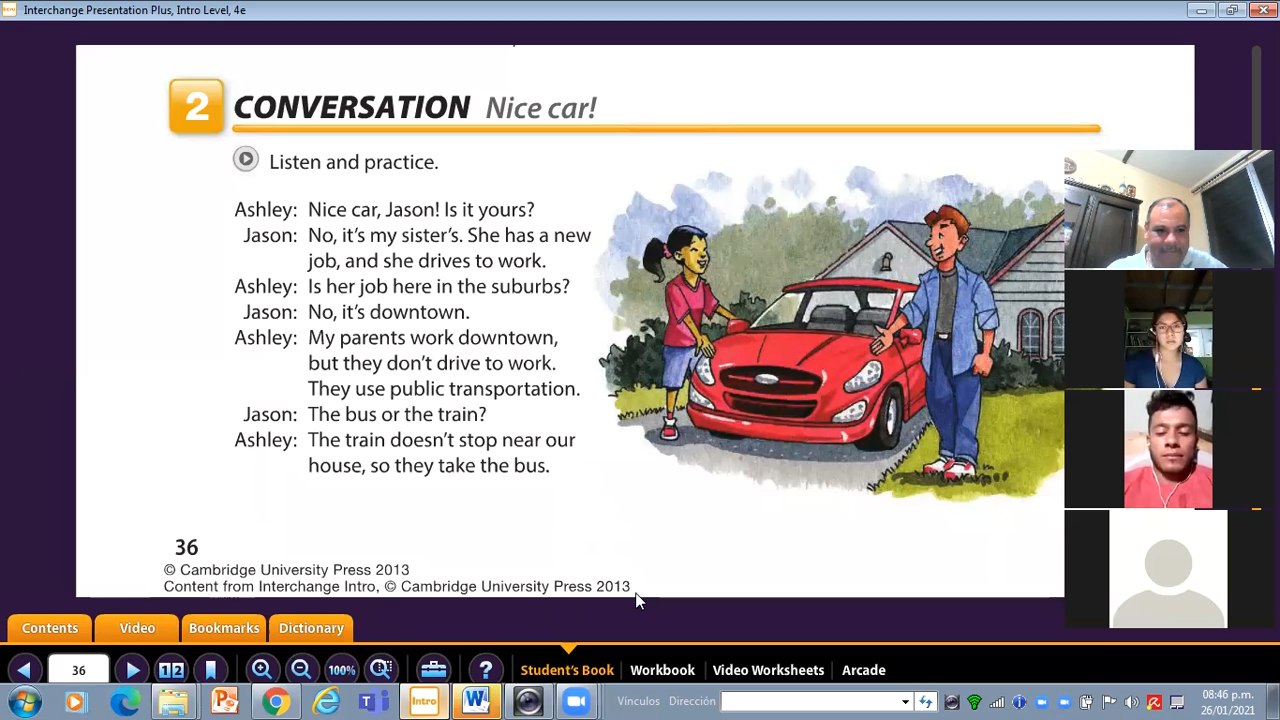 Interchange Presentation Plus, Intro Level, 4e
2 CONVERSATION Nice car!
Listen and practice.
Ashley: Nice car, Jason! Is it yours?
Jason: No, it's my sister's. She has a new
job, and she drives to work.
Ashley: Is her job here in the suburbs?
Jason: No, it's downtown.
Ashley: My parents work downtown,
but they don't drive to work.
They use public transportation.
Jason: The bus or the train?
Ashley: The train doesn't stop near our
house, so they take the bus.
36
© Cambridge University Press 2013
Content from Interchange Intro, © Cambridge University Press 2013
Contents Video Bookmarks Dictionary
36 12 100% ? Student's Book Workbook Video Worksheets Arcade
Intro Vínculos Dirección 08:46 p.m.
26/01/2021